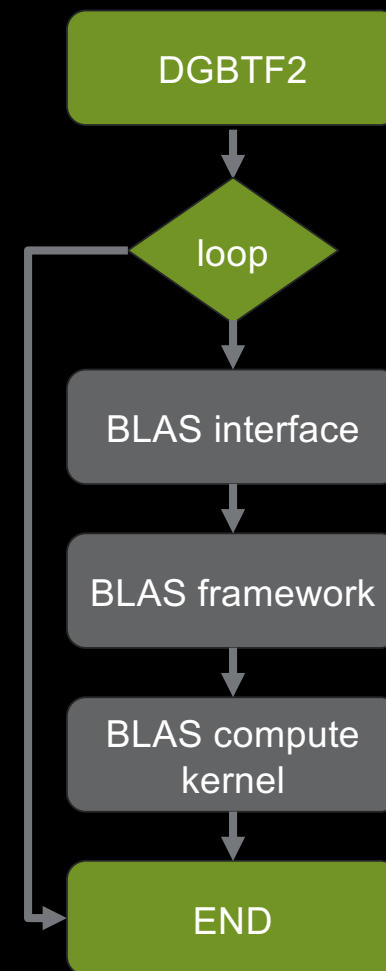 DGBTF2
loop
BLAS interface
BLAS framework
BLAS compute
kernel
END